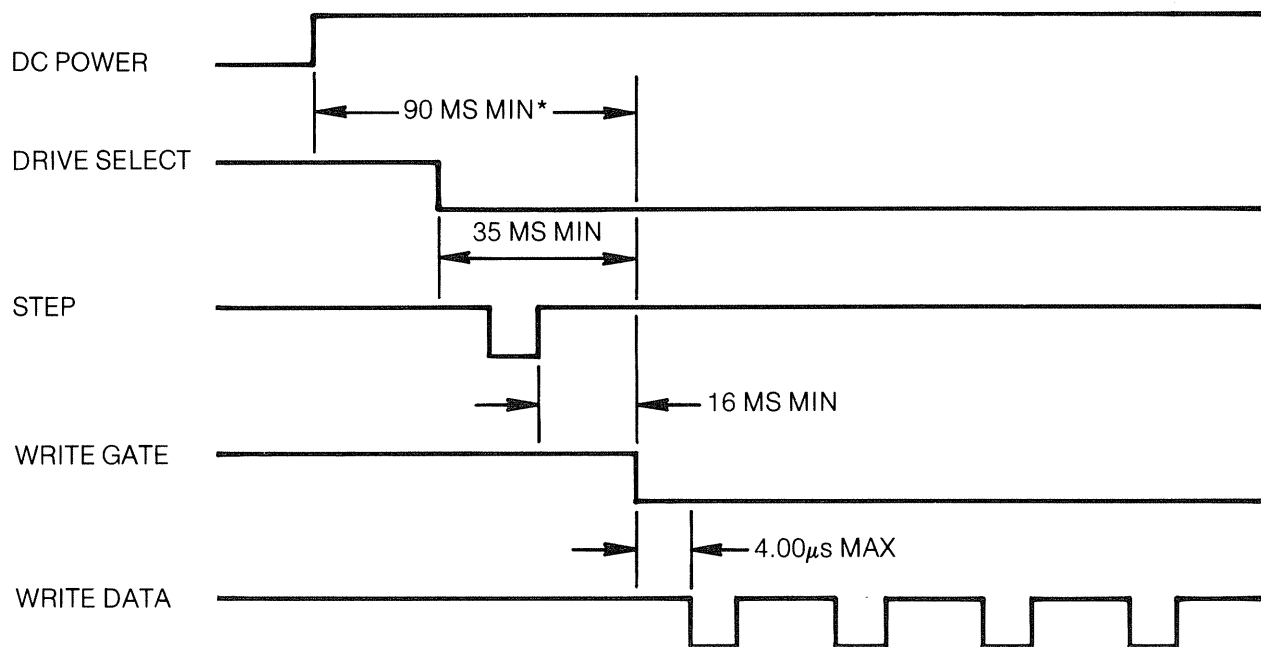 DC POWER
90 MS MIN*
DRIVE SELECT
35 MS MIN
STEP
16 MS MIN
WRITE GATE
4.00μs MAX
WRITE DATA